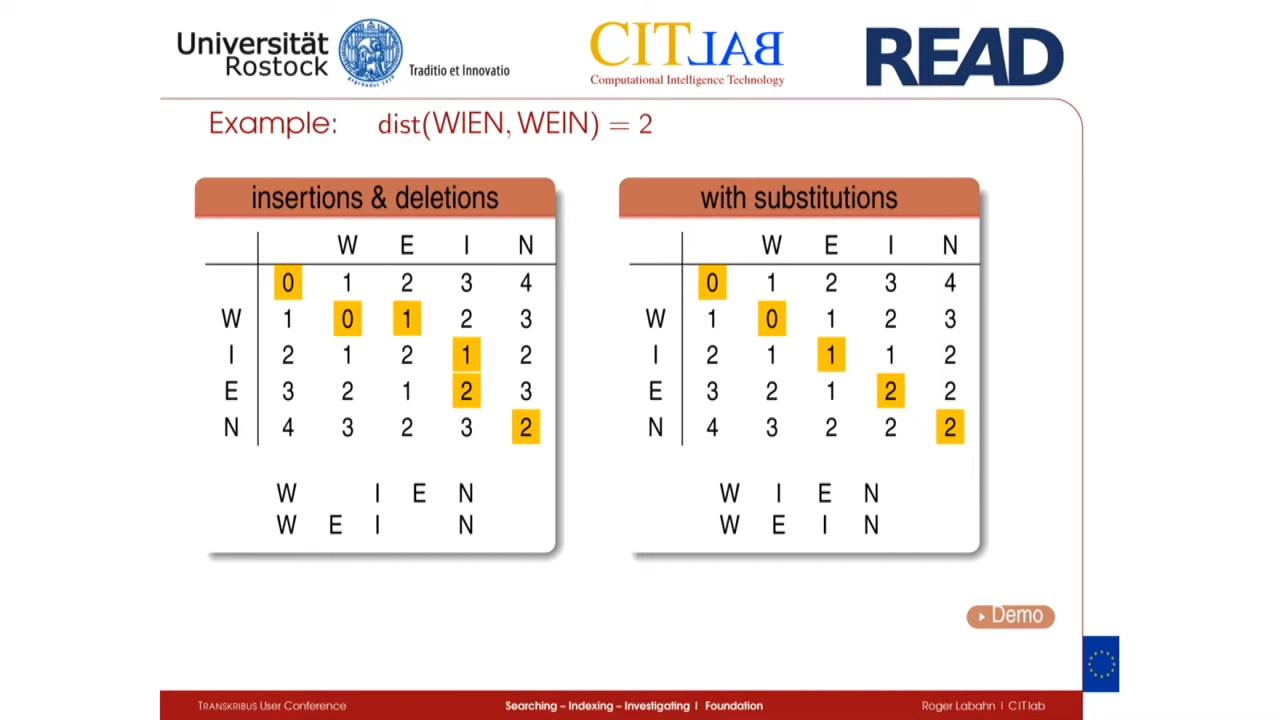 Universität
Rostock
Traditio et Innovatio
CITLAB
Computational Intelligence Technology
READ
Example: dist(WIEN, WEIN) = 2
insertions & deletions
W E I N
0 1 2 3 4
W 1 0 1 2 3
I 2 1 2 1 2
E 3 2 1 2 3
N 4 3 2 3 2
W I E N
W E I N
with substitutions
W E I N
0 1 2 3 4
W 1 0 1 2 3
I 2 1 1 1 2
E 3 2 1 2 2
N 4 3 2 2 2
W I E N
W E I N
Demo
TRANSKRIBUS User Conference
Searching – Indexing – Investigating | Foundation
Roger Labahn | CITlab